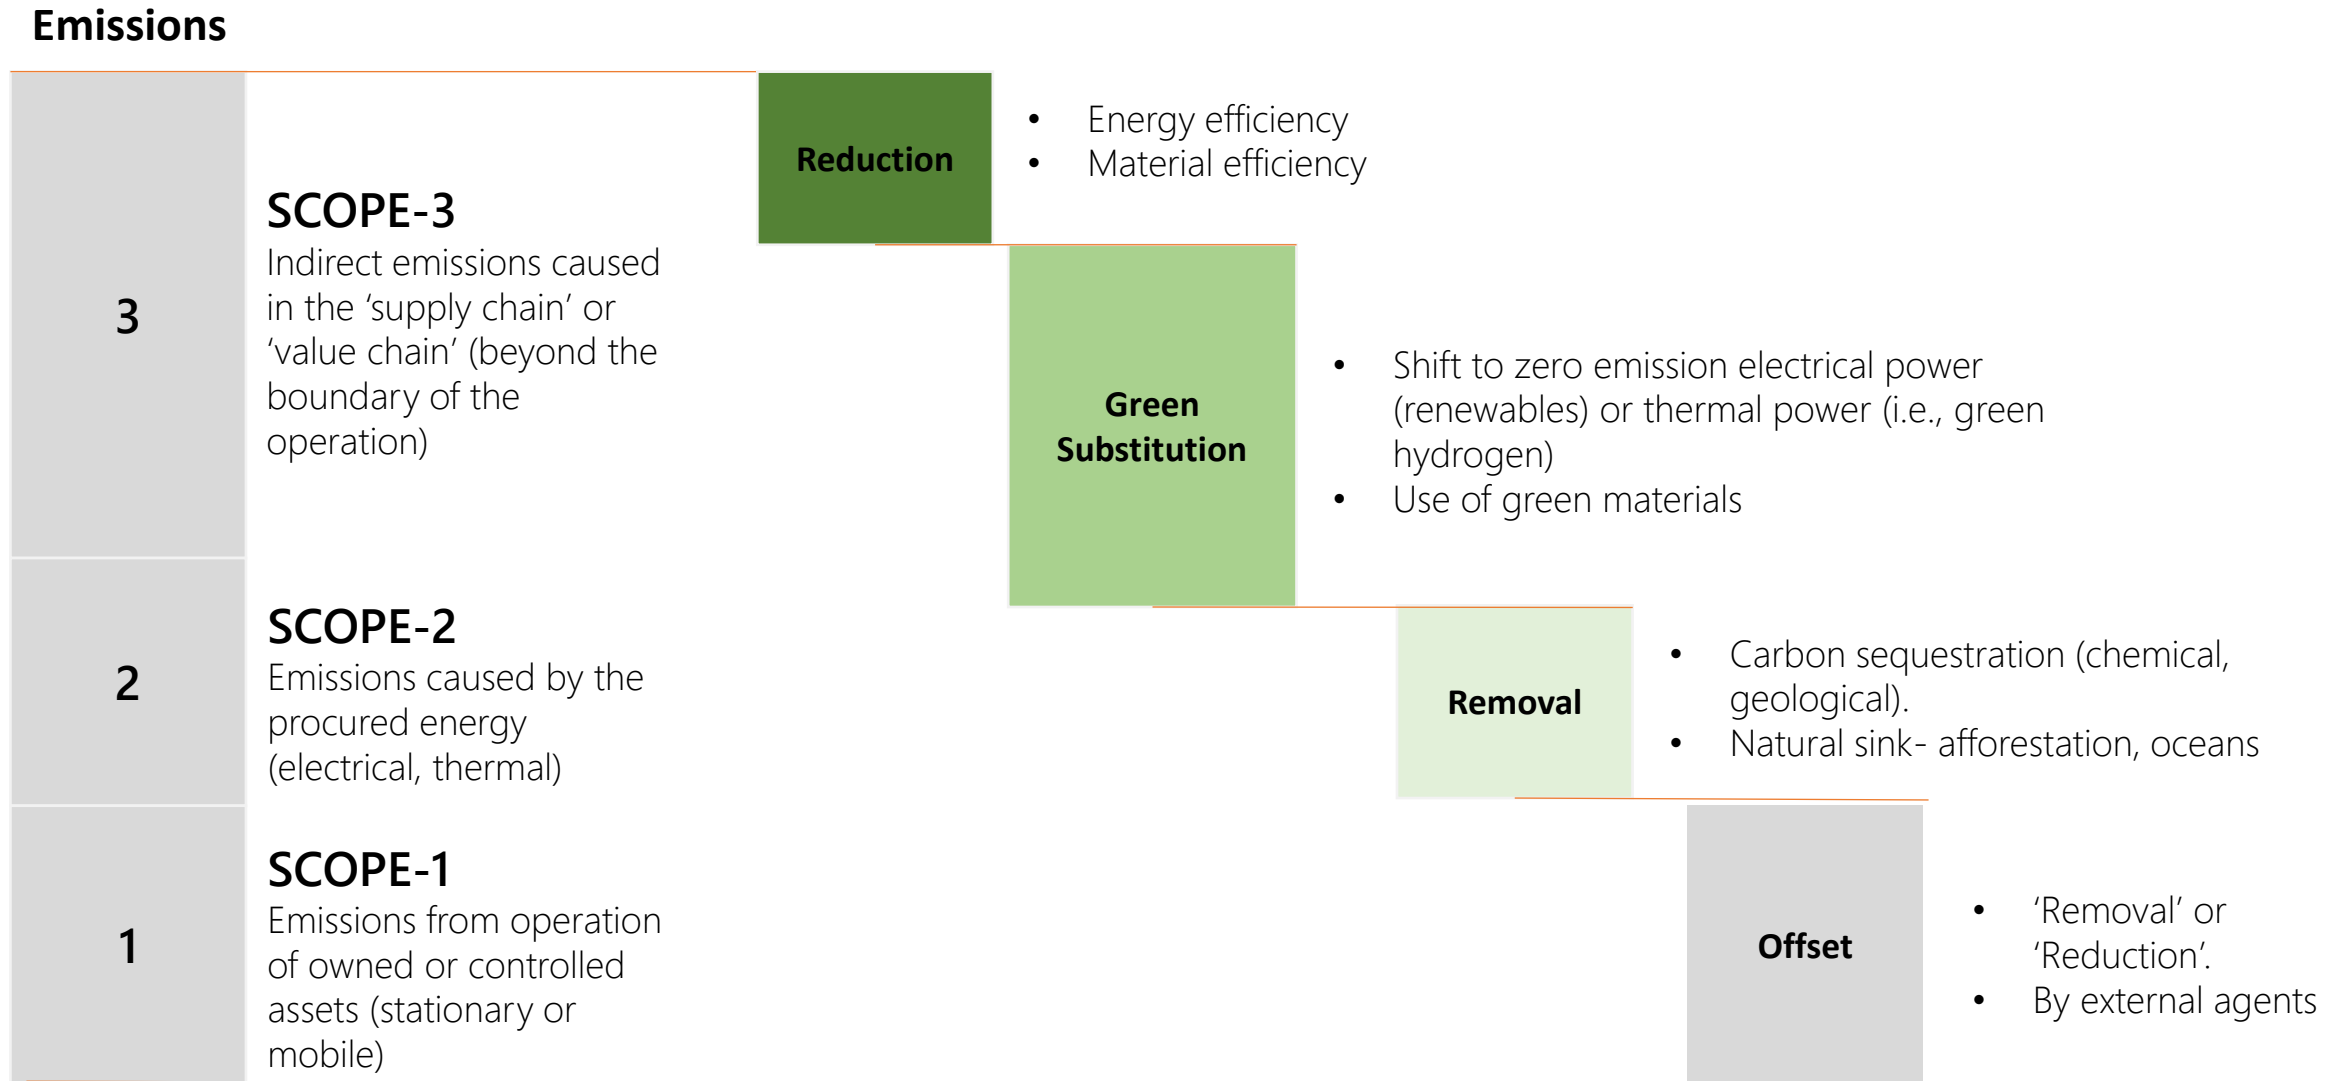 Emissions
3
SCOPE-3
Indirect emissions caused
in the ‘supply chain’ or
‘value chain’ (beyond the
boundary of the
operation)
2
SCOPE-2
Emissions caused by the
procured energy
(electrical, thermal)
1
SCOPE-1
Emissions from operation
of owned or controlled
assets (stationary or
mobile)
Reduction
• Energy efficiency
• Material efficiency
Green
Substitution
• Shift to zero emission electrical power
(renewables) or thermal power (i.e., green
hydrogen)
• Use of green materials
Removal
• Carbon sequestration (chemical,
geological).
• Natural sink- afforestation, oceans
Offset
• ‘Removal’ or
‘Reduction’.
• By external agents